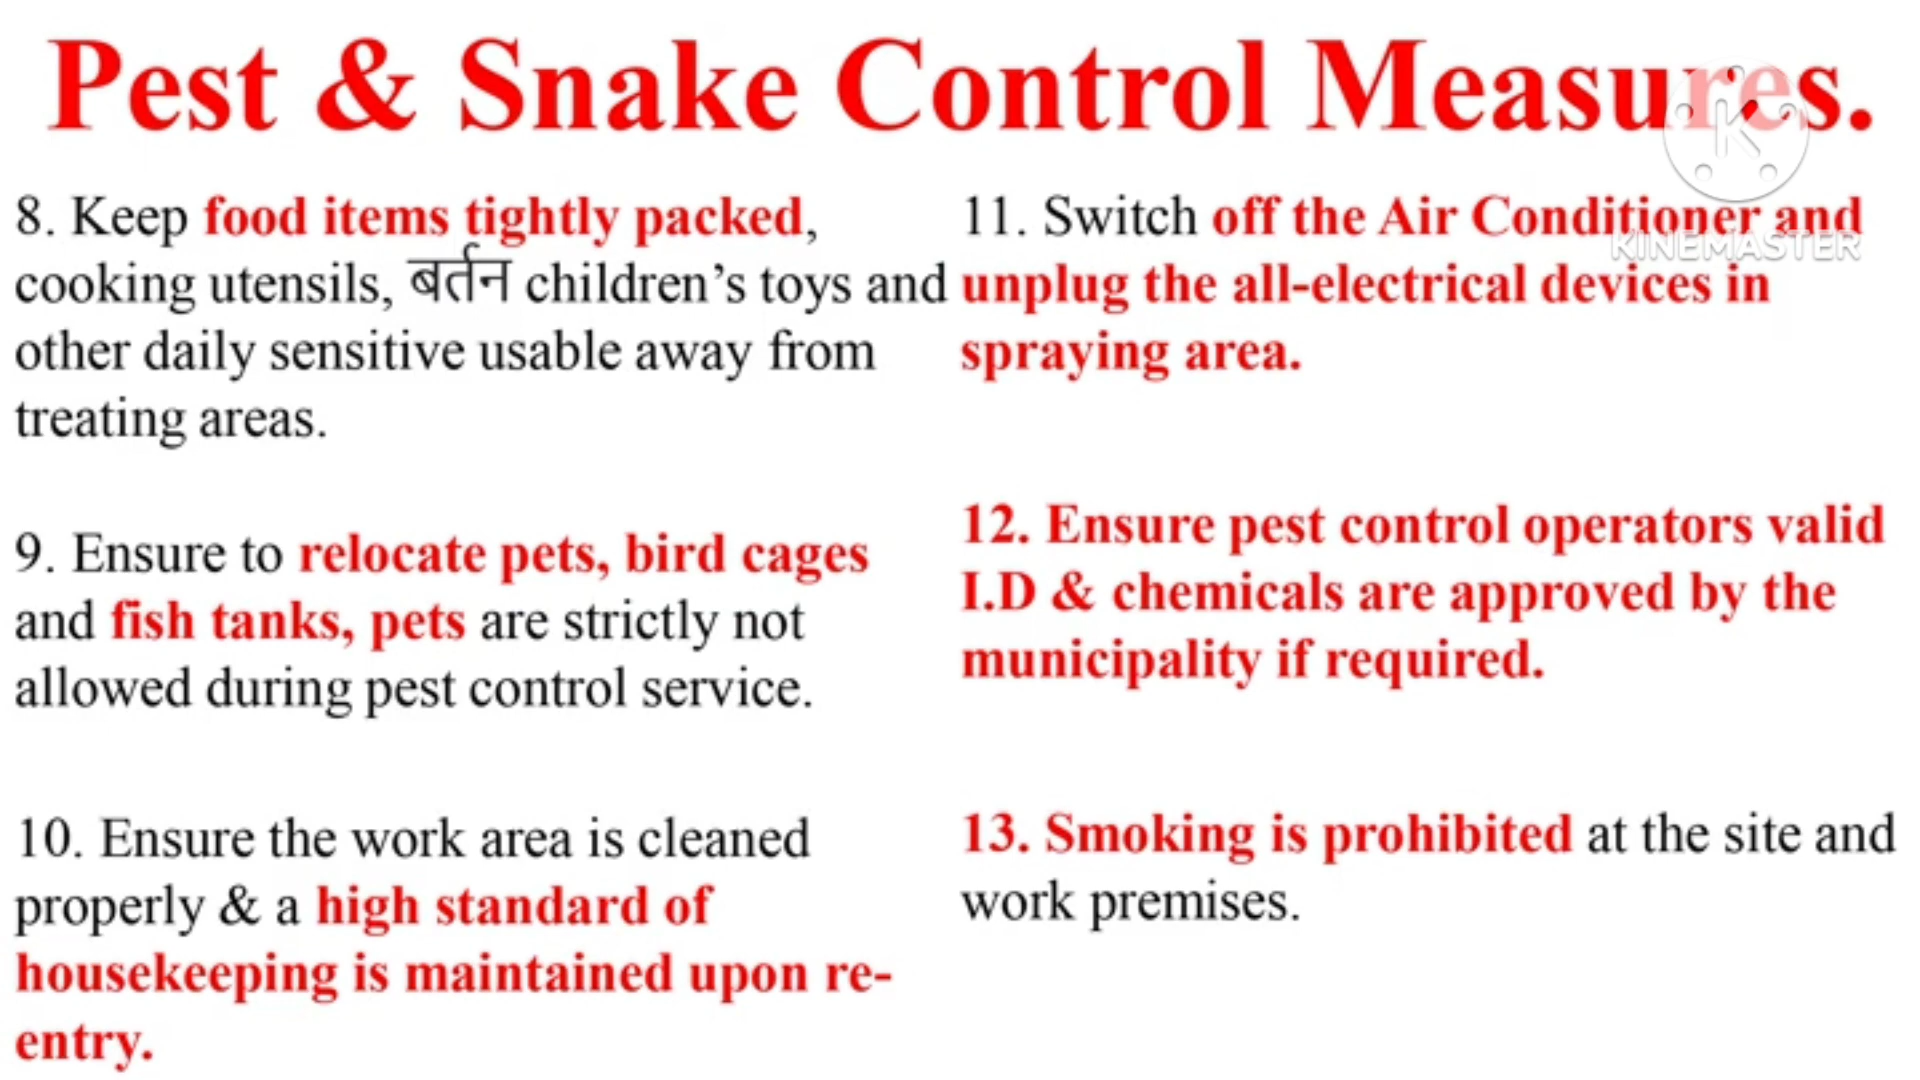 Pest & Snake Control Measures.
8. Keep food items tightly packed,
cooking utensils, बर्तन children's toys and
other daily sensitive usable away from
treating areas.
9. Ensure to relocate pets, bird cages
and fish tanks, pets are strictly not
allowed during pest control service.
10. Ensure the work area is cleaned
properly & a high standard of
housekeeping is maintained upon re-
entry.
11. Switch off the Air Conditioner and
unplug the all-electrical devices in
spraying area.
12. Ensure pest control operators valid
I.D & chemicals are approved by the
municipality if required.
13. Smoking is prohibited at the site and
work premises.
K
KINEMASTER